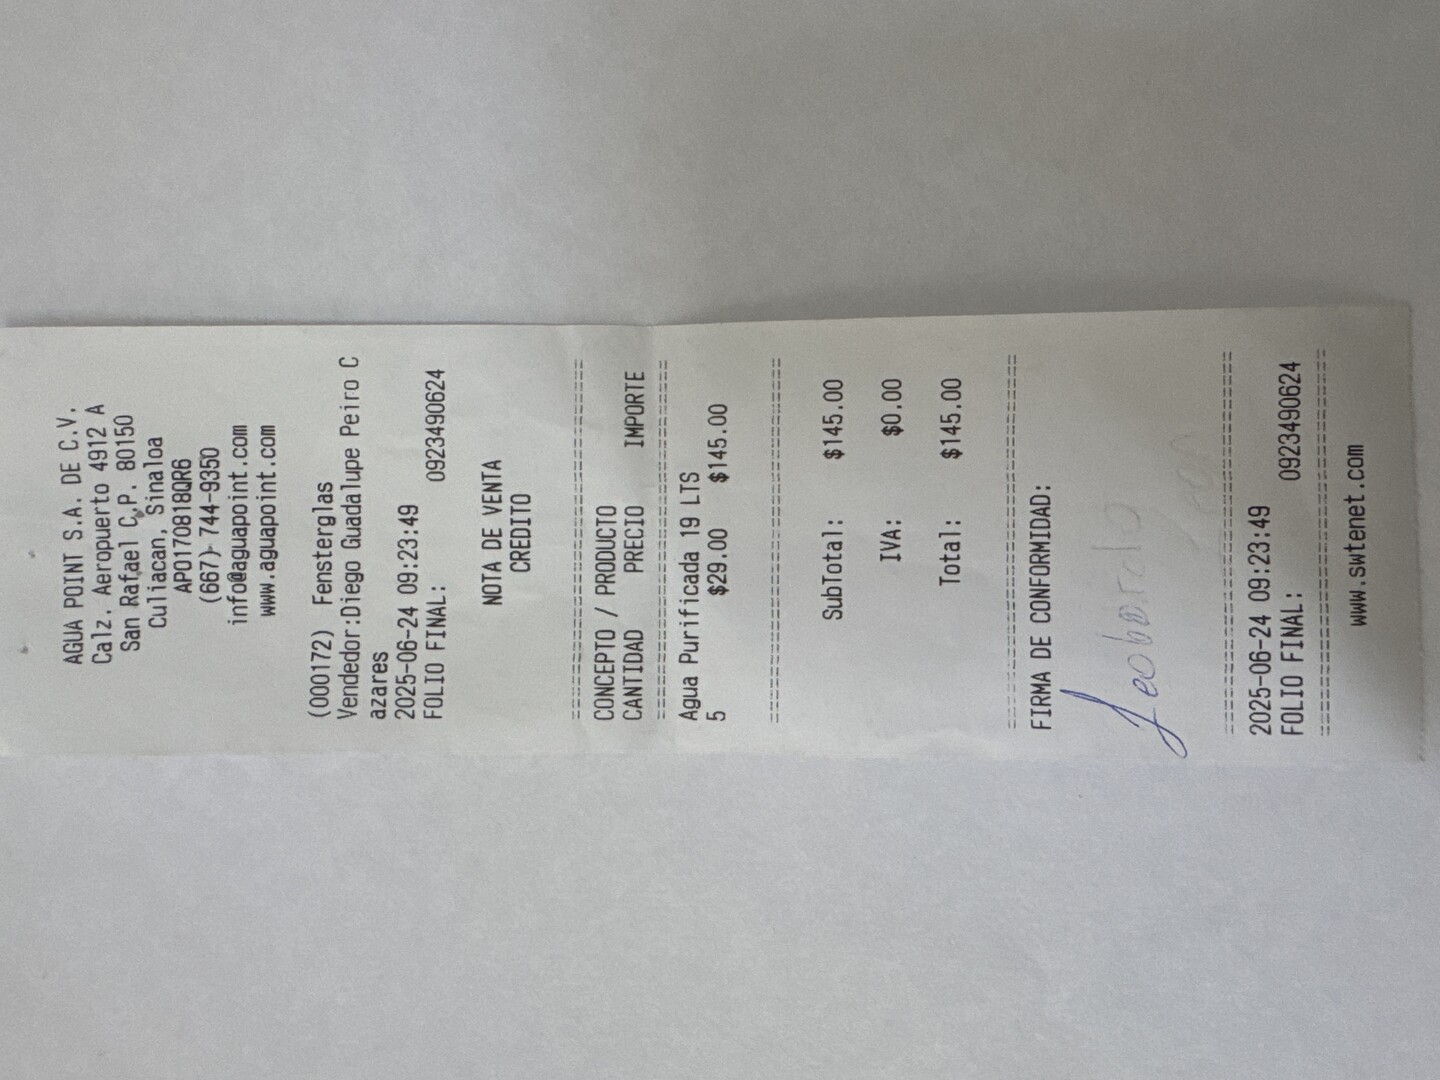 AGUA POINT S.A. DE C.V.
Calz. Aeropuerto 4912 A
San Rafael C.P. 80150
Culiacan, Sinaloa
APO170818QR6
(667)- 744-9350
info@aguapoint.com
www.aguapoint.com
(000172) Fensterglas
Vendedor:Diego Guadalupe Peiro C
azares
2025-06-24 09:23:49
FOLIO FINAL: 0923490624
NOTA DE VENTA
CREDITO
================================
CONCEPTO / PRODUCTO
CANTIDAD PRECIO IMPORTE
================================
Agua Purificada 19 LTS
5 $29.00 $145.00
================================
SubTotal: $145.00
IVA: $0.00
Total: $145.00
================================
FIRMA DE CONFORMIDAD:
Leobardo
================================
2025-06-24 09:23:49
FOLIO FINAL: 0923490624
================================
www.swtenet.com